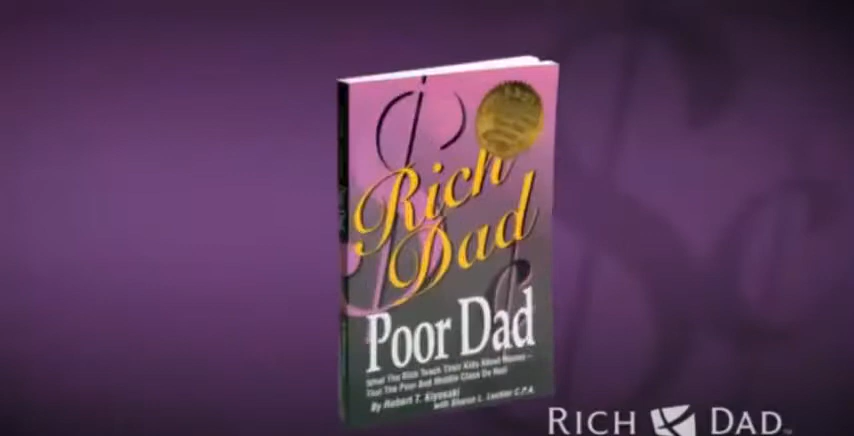 Rich
Dad
Poor Dad
What The Rich Teach Their Kids About Money—
That The Poor And Middle Class Do Not!
By Robert T. Kiyosaki
with Sharon L. Lechter C.P.A.
RICH DAD™